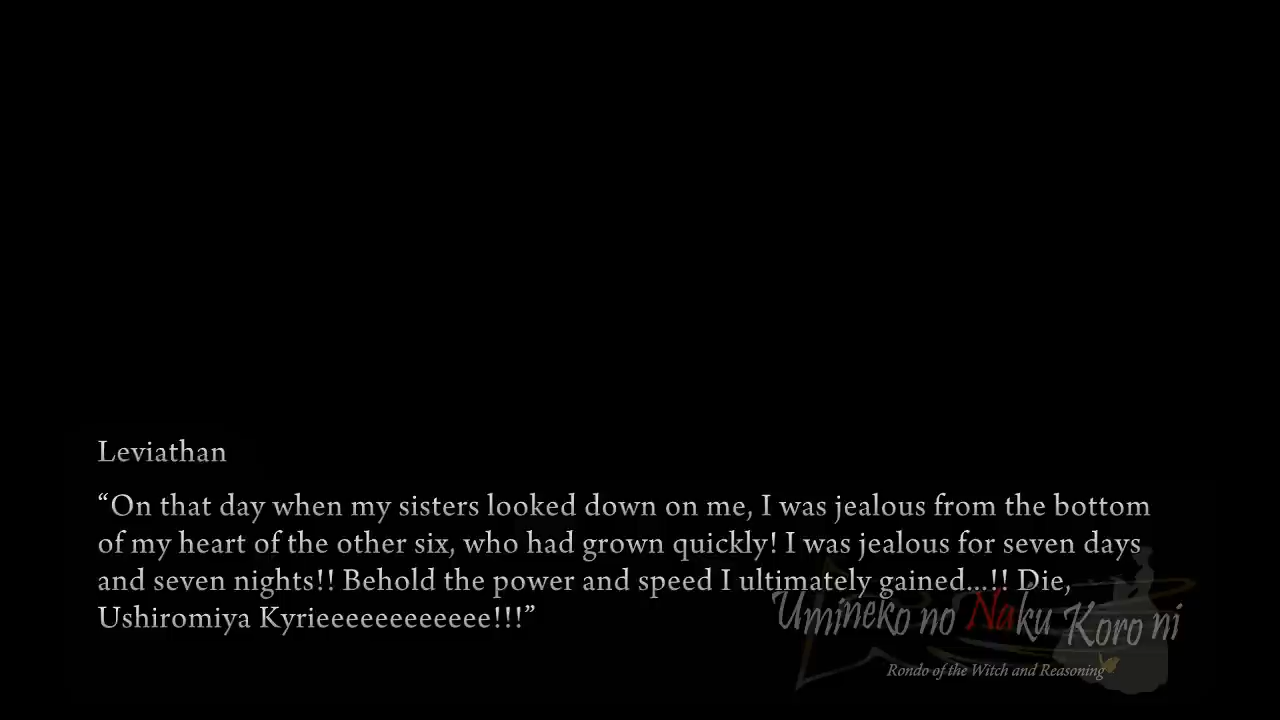 Leviathan
“On that day when my sisters looked down on me, I was jealous from the bottom
of my heart of the other six, who had grown quickly! I was jealous for seven days
and seven nights!! Behold the power and speed I ultimately gained...!! Die,
Ushiromiya Kyrieeeeeeeeeeeee!!!”
Umineko no Naku Koro ni
Rondo of the Witch and Reasoning